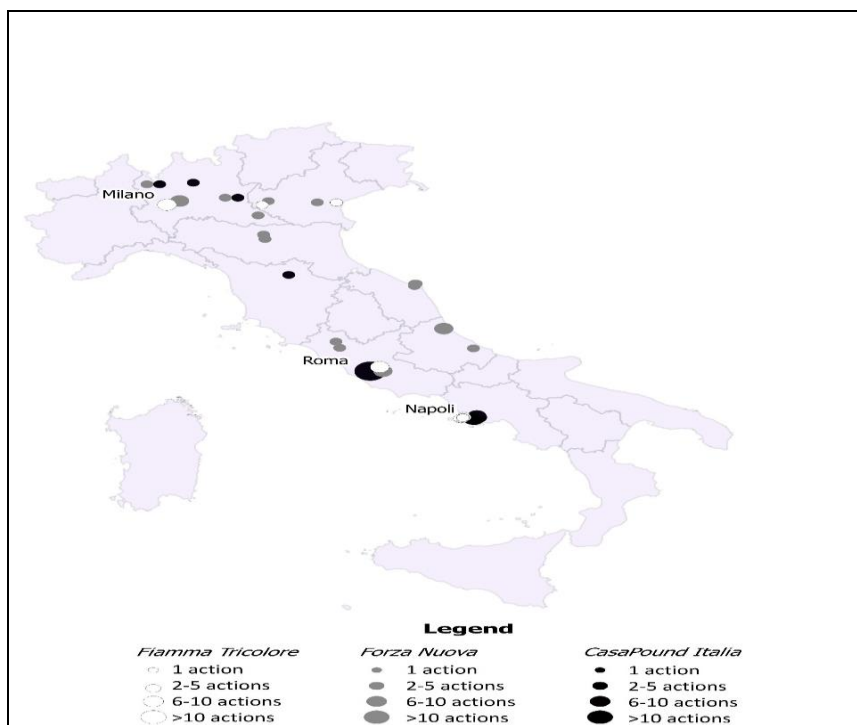 Milano
Roma
Napoli
Legend
Fiamma Tricolore Forza Nuova CasaPound Italia
1 action 1 action 1 action
2-5 actions 2-5 actions 2-5 actions
6-10 actions 6-10 actions 6-10 actions
>10 actions >10 actions >10 actions